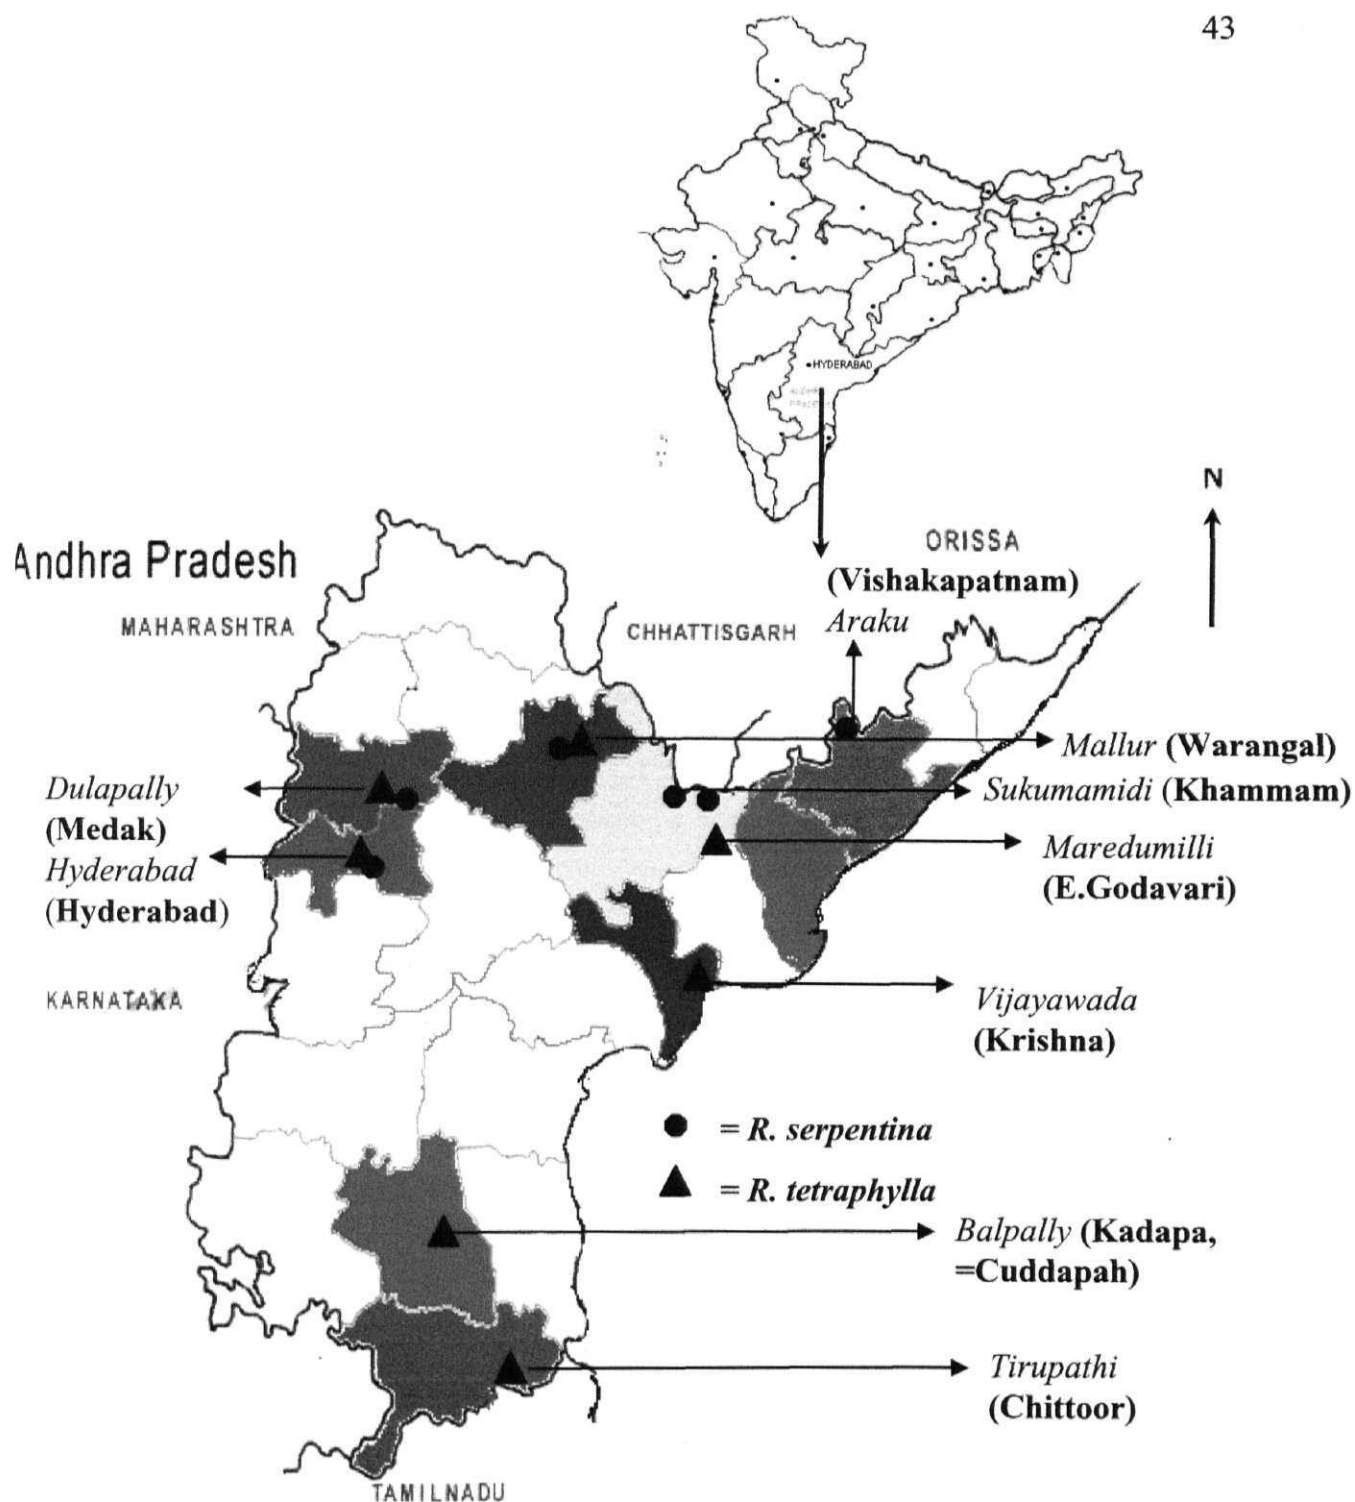 43
•HYDERABAD
N
Andhra Pradesh
ORISSA
(Vishakapatnam)
MAHARASHTRA
CHHATTISGARH
Araku
Mallur (Warangal)
Dulapally
(Medak)
Sukumamidi (Khammam)
Hyderabad
(Hyderabad)
Maredumilli
(E.Godavari)
KARNATAKA
Vijayawada
(Krishna)
= R. serpentina
= R. tetraphylla
Balpally (Kadapa,
=Cuddapah)
Tirupathi
(Chittoor)
TAMILNADU